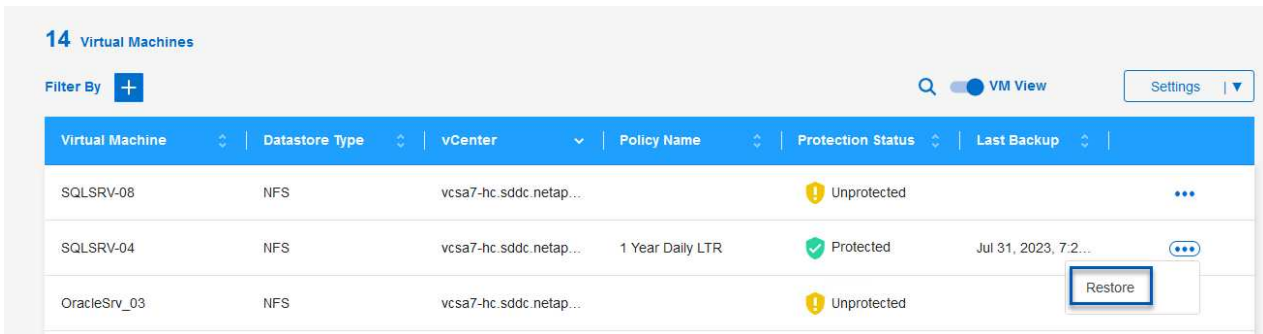 14 Virtual Machines
Filter By +
VM View
Settings | ▼
Virtual Machine Datastore Type vCenter Policy Name Protection Status Last Backup
SQLSRV-08 NFS vcsa7-hc.sddc.netap... Unprotected •••
SQLSRV-04 NFS vcsa7-hc.sddc.netap... 1 Year Daily LTR Protected Jul 31, 2023, 7:2... •••
Restore
OracleSrv_03 NFS vcsa7-hc.sddc.netap... Unprotected